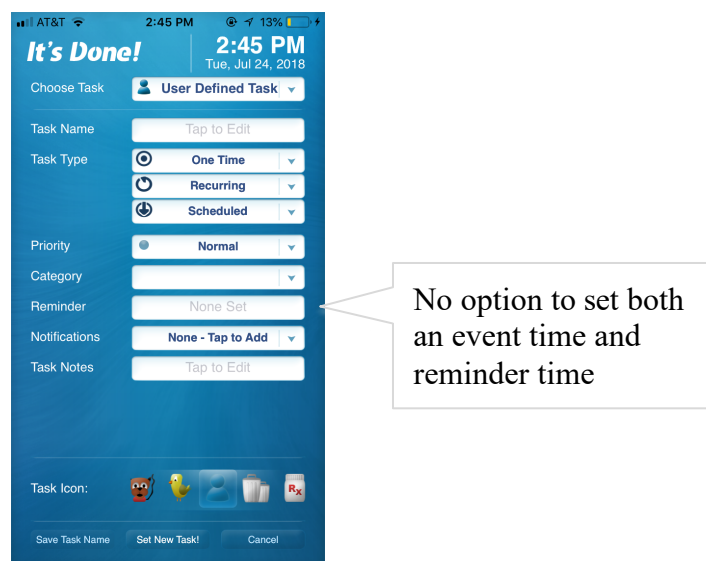 AT&T 2:45 PM 13%
It's Done! 2:45 PM
Tue, Jul 24, 2018
Choose Task User Defined Task
Task Name Tap to Edit
Task Type One Time
Recurring
Scheduled
Priority Normal
Category
Reminder None Set
Notifications None - Tap to Add
Task Notes Tap to Edit
No option to set both
an event time and
reminder time
Task Icon: Rx
Save Task Name Set New Task! Cancel